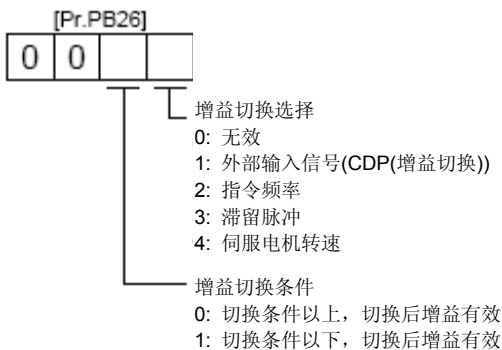 [Pr.PB26]
0 0
增益切换选择
0: 无效
1: 外部输入信号(CDP(增益切换))
2: 指令频率
3: 滞留脉冲
4: 伺服电机转速
增益切换条件
0: 切换条件以上，切换后增益有效
1: 切换条件以下，切换后增益有效